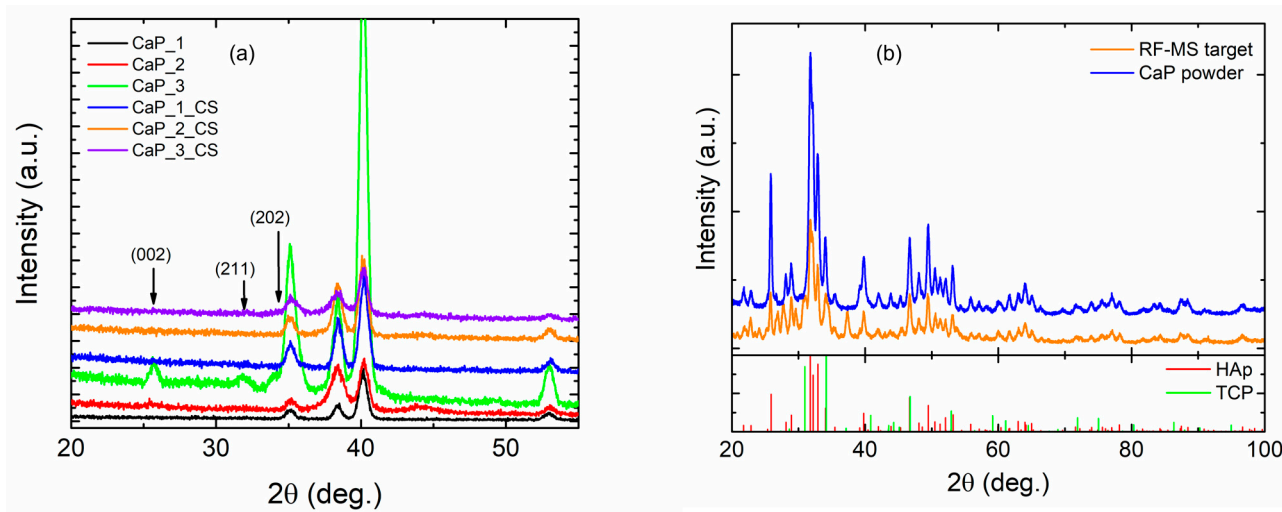 (a)
CaP_1
CaP_2
CaP_3
CaP_1_CS
CaP_2_CS
CaP_3_CS
(002)
(211)
(202)
Intensity (a.u.)
20
30
40
50
2θ (deg.)
(b)
RF-MS target
CaP powder
Intensity (a.u.)
HAp
TCP
20
40
60
80
100
2θ (deg.)